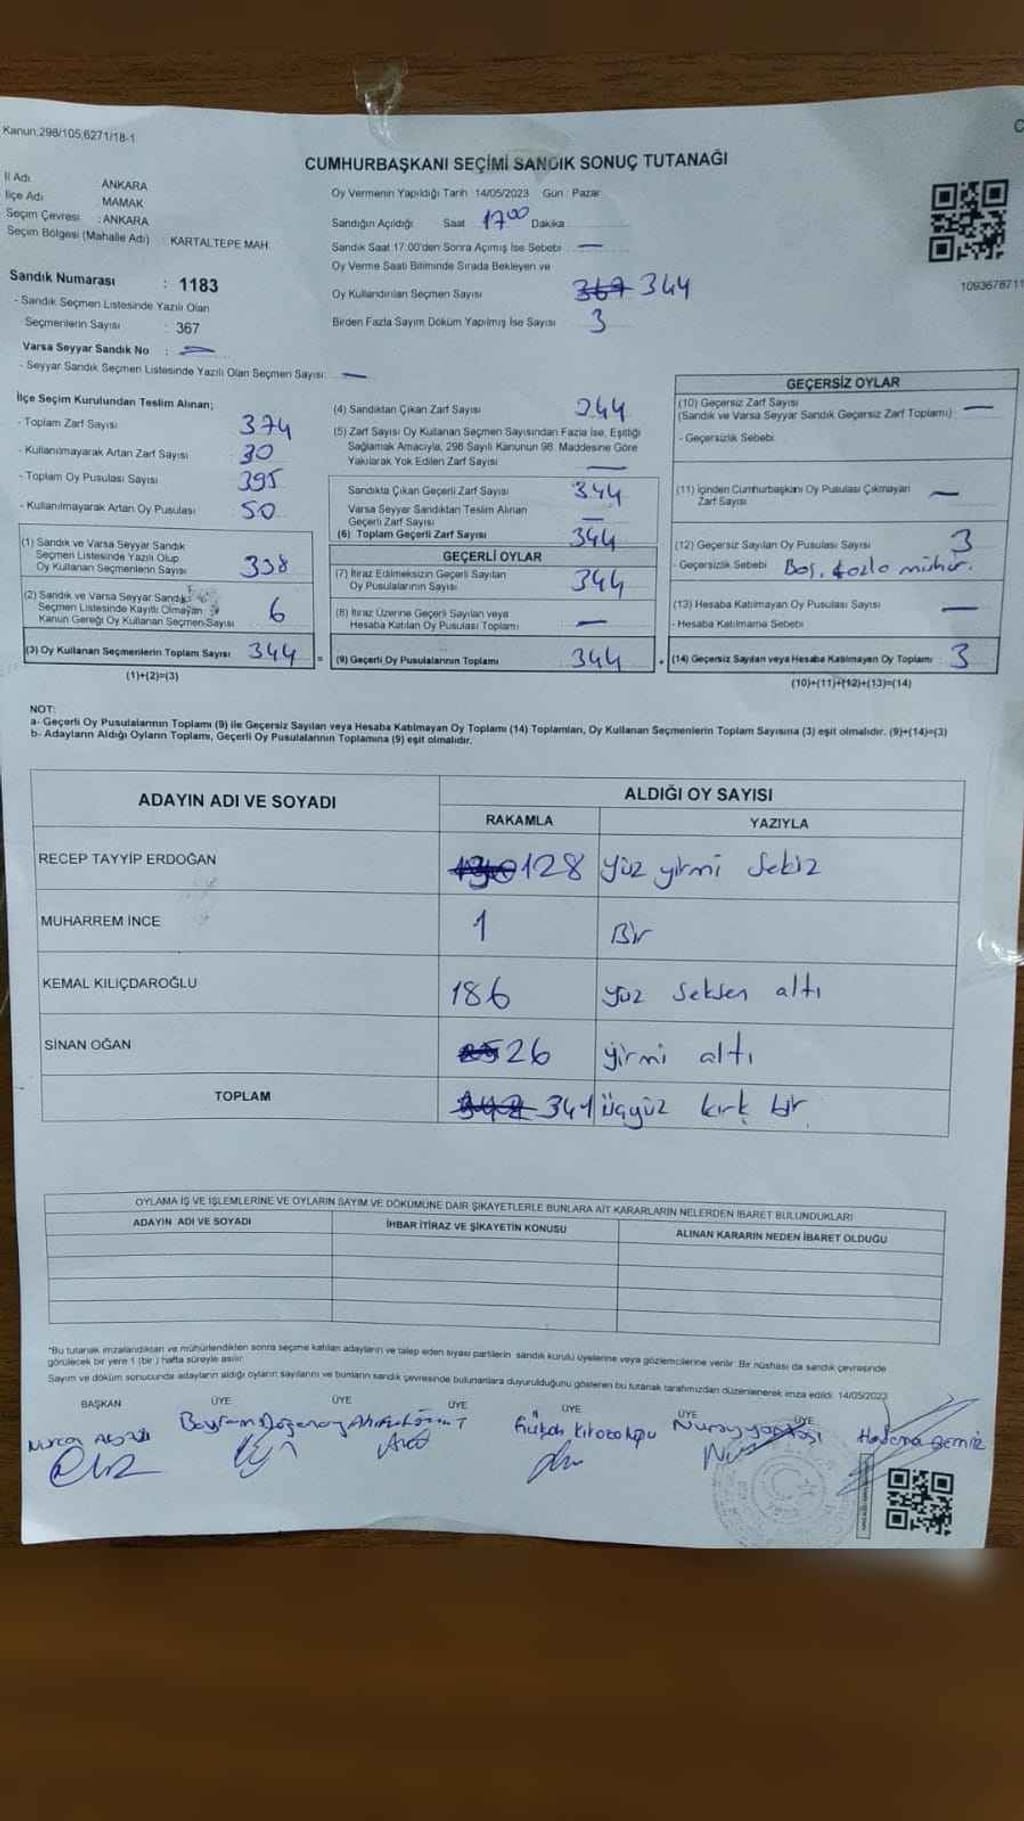 Kanun.298/105,6271/18-1
C
CUMHURBAŞKANI SEÇİMİ SANDIK SONUÇ TUTANAĞI
İl Adı ANKARA
İlçe Adı MAMAK
Seçim Çevresi : ANKARA
Seçim Bölgesi (Mahalle Adı) : KARTALTEPE MAH.
Oy Vermenin Yapıldığı Tarih 14/05/2023 Gün : Pazar
Sandığın Açıldığı Saat 17 00 Dakika
Sandık Saat 17:00'den Sonra Açımış İse Sebebi —
Oy Verme Saati Bitiminde Sırada Bekleyen ve
Oy Kullandırılan Seçmen Sayısı 367 344
Birden Fazla Sayım Döküm Yapılmış İse Sayısı 3
1093678711
Sandık Numarası : 1183
- Sandık Seçmen Listesinde Yazılı Olan
Seçmenlerin Sayısı : 367
Varsa Seyyar Sandık No : —
- Seyyar Sandık Seçmen Listesinde Yazılı Olan Seçmen Sayısı: —
İlçe Seçim Kurulundan Teslim Alınan;
- Toplam Zarf Sayısı 374
- Kullanılmayarak Artan Zarf Sayısı 30
- Toplam Oy Pusulası Sayısı 395
- Kullanılmayarak Artan Oy Pusulası 50
(1) Sandık ve Varsa Seyyar Sandık
Seçmen Listesinde Yazılı Olup
Oy Kullanan Seçmenlerin Sayısı 338
(2) Sandık ve Varsa Seyyar Sandık
Seçmen Listesinde Kayıtlı Olmayan
Kanun Gereği Oy Kullanan Seçmen Sayısı 6
(3) Oy Kullanan Seçmenlerin Toplam Sayısı 344 =
(1)+(2)=(3)
(4) Sandıktan Çıkan Zarf Sayısı 344
(5) Zarf Sayısı Oy Kullanan Seçmen Sayısından Fazla İse, Eşitliği
Sağlamak Amacıyla, 298 Sayılı Kanunun 98. Maddesine Göre
Yakılarak Yok Edilen Zarf Sayısı —
Sandıkta Çıkan Geçerli Zarf Sayısı 344
Varsa Seyyar Sandıktan Teslim Alınan
Geçerli Zarf Sayısı —
(6) Toplam Geçerli Zarf Sayısı 344
GEÇERLİ OYLAR
(7) İtiraz Edilmeksizin Geçerli Sayılan
Oy Pusulalarının Sayısı 344
(8) İtiraz Üzerine Geçerli Sayılan veya
Hesaba Katılan Oy Pusulası Toplamı —
(9) Geçerli Oy Pusulalarının Toplamı 344 +
GEÇERSİZ OYLAR
(10) Geçersiz Zarf Sayısı
(Sandık ve Varsa Seyyar Sandık Geçersiz Zarf Toplamı) —
- Geçersizlik Sebebi
(11) İçinden Cumhurbaşkanı Oy Pusulası Çıkmayan
Zarf Sayısı —
(12) Geçersiz Sayılan Oy Pusulası Sayısı 3
- Geçersizlik Sebebi Boş, fazla mühür.
(13) Hesaba Katılmayan Oy Pusulası Sayısı —
- Hesaba Katılmama Sebebi
(14) Geçersiz Sayılan veya Hesaba Katılmayan Oy Toplamı 3
(10)+(11)+(12)+(13)=(14)
NOT:
a- Geçerli Oy Pusulalarının Toplamı (9) ile Geçersiz Sayılan veya Hesaba Katılmayan Oy Toplamı (14) Toplamları, Oy Kullanan Seçmenlerin Toplam Sayısına (3) eşit olmalıdır. (9)+(14)=(3)
b- Adayların Aldığı Oyların Toplamı, Geçerli Oy Pusulalarının Toplamına (9) eşit olmalıdır.
ADAYIN ADI VE SOYADI ALDIĞI OY SAYISI
RAKAMLA YAZIYLA
RECEP TAYYİP ERDOĞAN 128 yüz yirmi sekiz
MUHARREM İNCE 1 Bir
KEMAL KILIÇDAROĞLU 186 yüz seksen altı
SİNAN OĞAN 26 yirmi altı
TOPLAM 341 üçyüz kırk bir
OYLAMA İŞ VE İŞLEMLERİNE VE OYLARIN SAYIM VE DÖKÜMÜNE DAİR ŞİKAYETLERLE BUNLARA AİT KARARLARIN NELERDEN İBARET BULUNDUKLARI
ADAYIN ADI VE SOYADI İHBAR İTİRAZ VE ŞİKAYETİN KONUSU ALINAN KARARIN NEDEN İBARET OLDUĞU
*Bu tutanak imzalandıktan ve mühürlendikten sonra seçime katılan adayların ve talep eden siyasi partilerin sandık kurulu üyelerine veya gözlemcilerine verilir. Bir nüshası da sandık çevresinde
görülecek bir yere 1 (bir) hafta süreyle asılır.
Sayım ve döküm sonucunda adayların aldığı oyların sayılarını ve bunların sandık çevresinde bulunanlara duyurulduğunu gösteren bu tutanak tarafımızdan düzenlenerek imza edildi. 14/05/2023
BAŞKAN ÜYE ÜYE ÜYE ÜYE ÜYE ÜYE